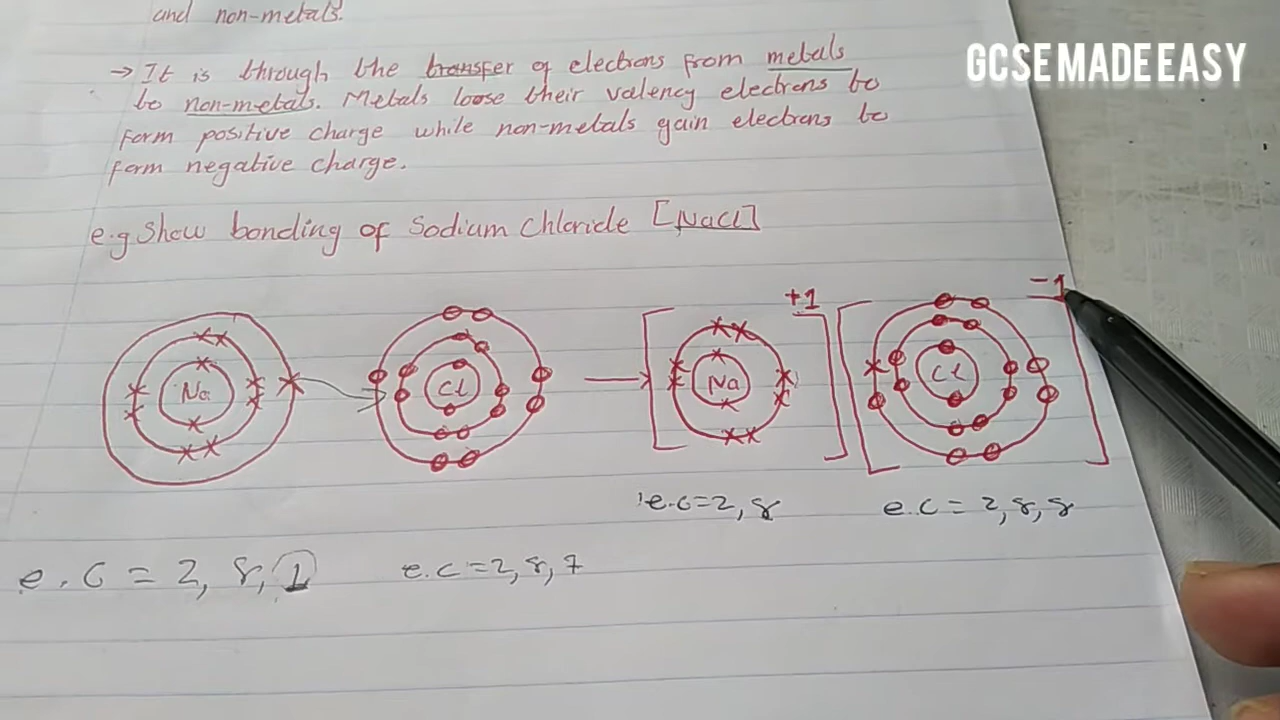 and non-metals.
GCSE MADE EASY
→ It is through the transfer of electrons from metals
to non-metals. Metals loose their valency electrons to
form positive charge while non-metals gain electrons to
form negative charge.
e.g Show bonding of Sodium Chloride [NaCl]
+1 -1
Na Cl Na Cl
e.c=2,8 e.c = 2,8,8
e.c = 2,8,1 e.c=2,8,7